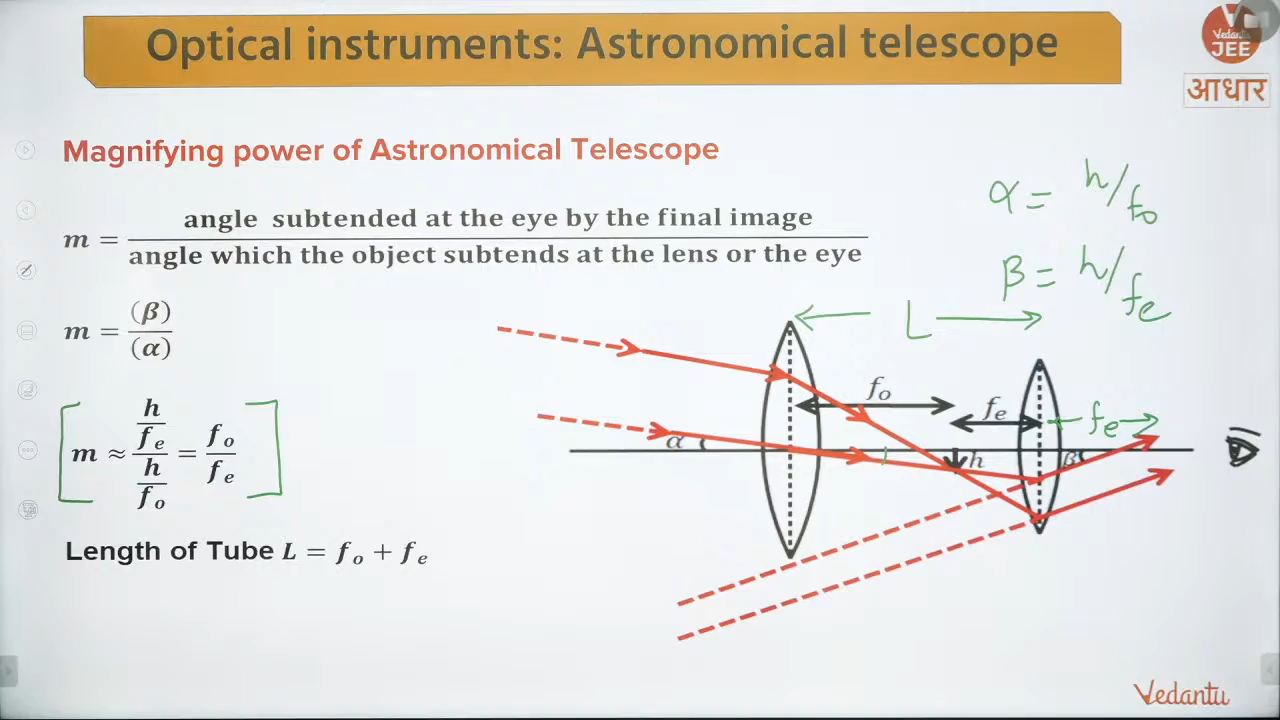 Optical instruments: Astronomical telescope
Vedantu
JEE
आधार
Magnifying power of Astronomical Telescope
m = angle subtended at the eye by the final image / angle which the object subtends at the lens or the eye
α = h/fₒ
β = h/fₑ
m = (β)/(α)
L
fₒ
fₑ
fₑ
α
h
β
m ≈ (h/fₑ)/(h/fₒ) = fₒ/fₑ
Length of Tube L = fₒ + fₑ
Vedantu